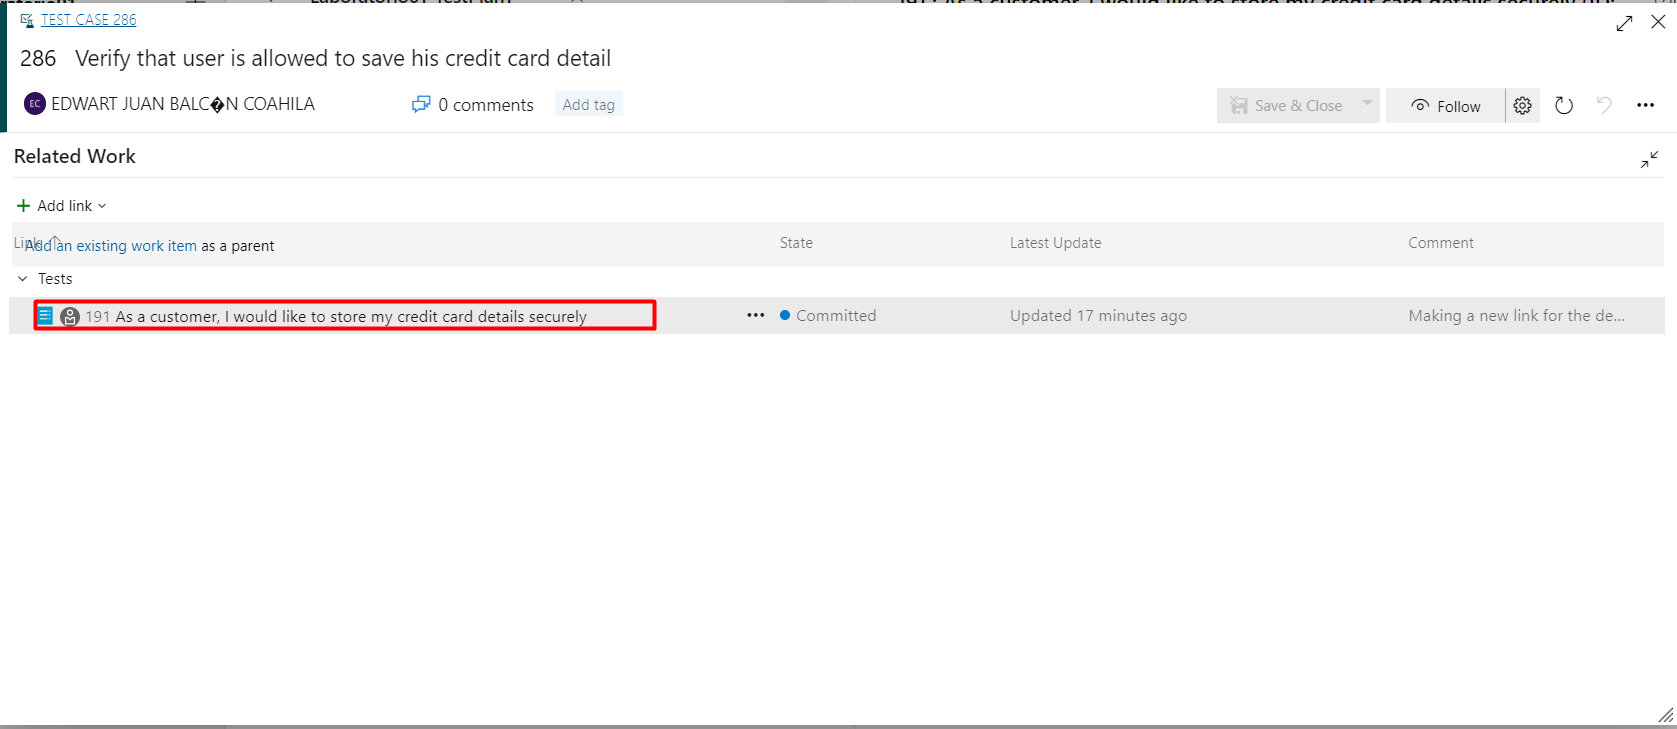 TEST CASE 286
286 Verify that user is allowed to save his credit card detail
EC EDWART JUAN BALC�N COAHILA 0 comments Add tag Save & Close Follow
Related Work
Add link
Link Add an existing work item as a parent State Latest Update Comment
Tests
191 As a customer, I would like to store my credit card details securely ••• Committed Updated 17 minutes ago Making a new link for the de...